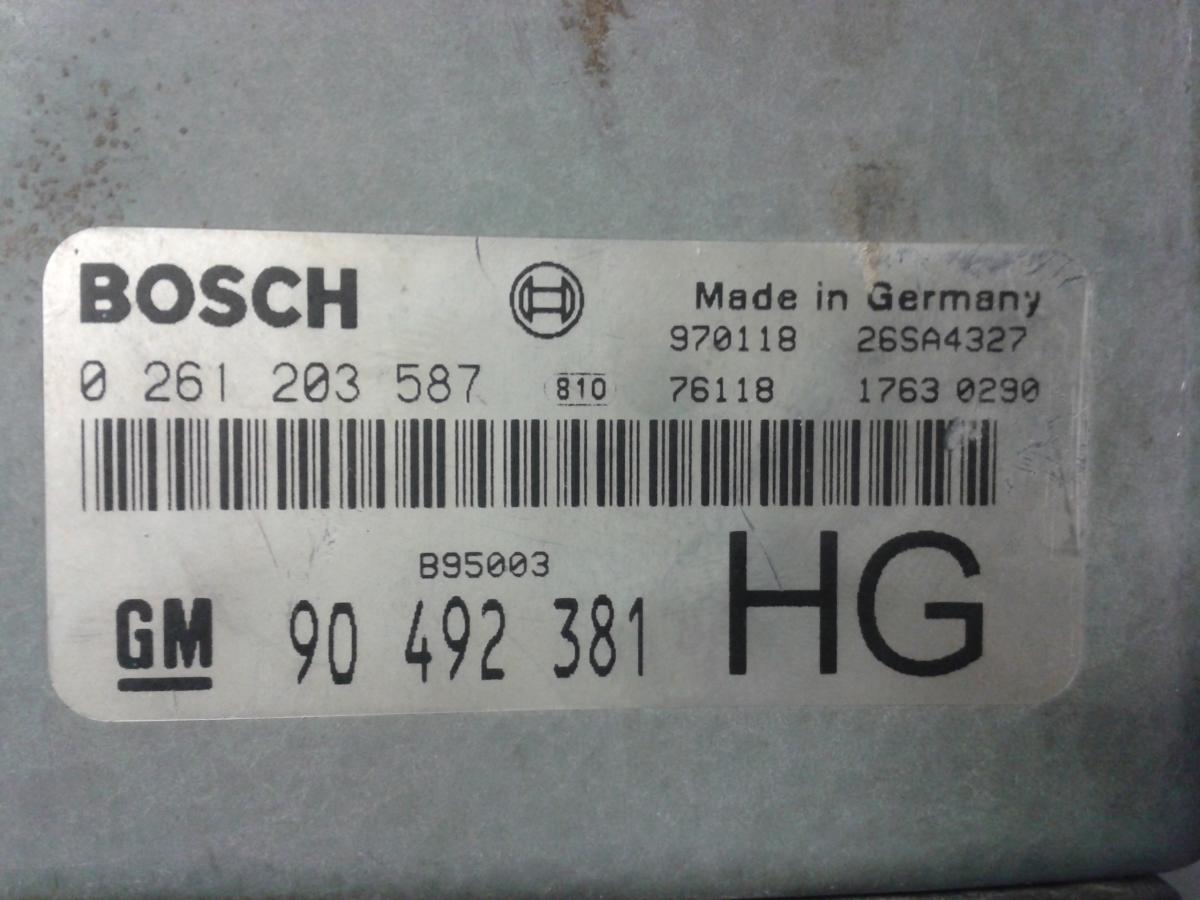 BOSCH
Made in Germany
970118 26SA4327
0 261 203 587 810 76118 1763 0290
B95003
GM 90 492 381 HG